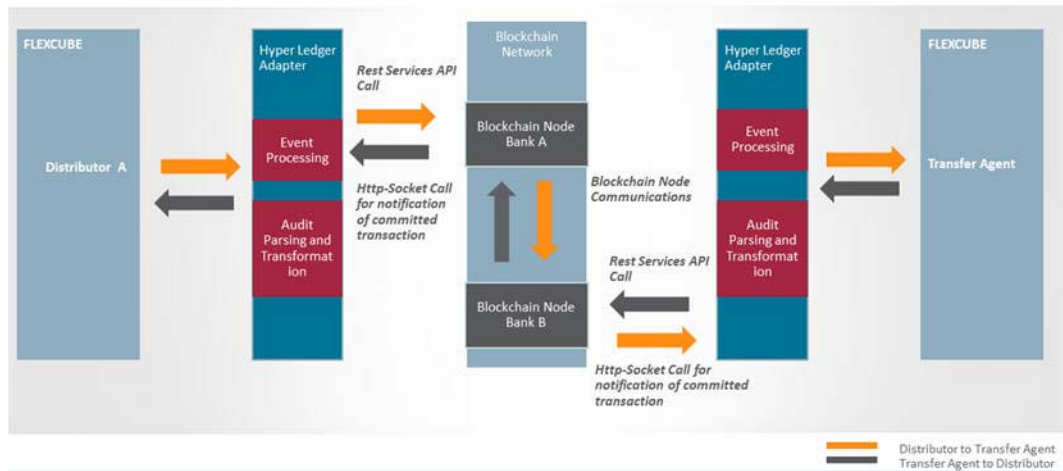 FLEXCUBE
Distributor A
Hyper Ledger
Adapter
Event
Processing
Audit
Parsing and
Transformat
ion
Rest Services API
Call
Http-Socket Call
for notification
of committed
transaction
Blockchain
Network
Blockchain Node
Bank A
Blockchain Node
Communications
Blockchain Node
Bank B
Rest Services API
Call
Http-Socket Call for
notification of committed
transaction
Hyper Ledger
Adapter
Event
Processing
Audit
Parsing and
Transformat
ion
FLEXCUBE
Transfer Agent
Distributor to Transfer Agent
Transfer Agent to Distributor